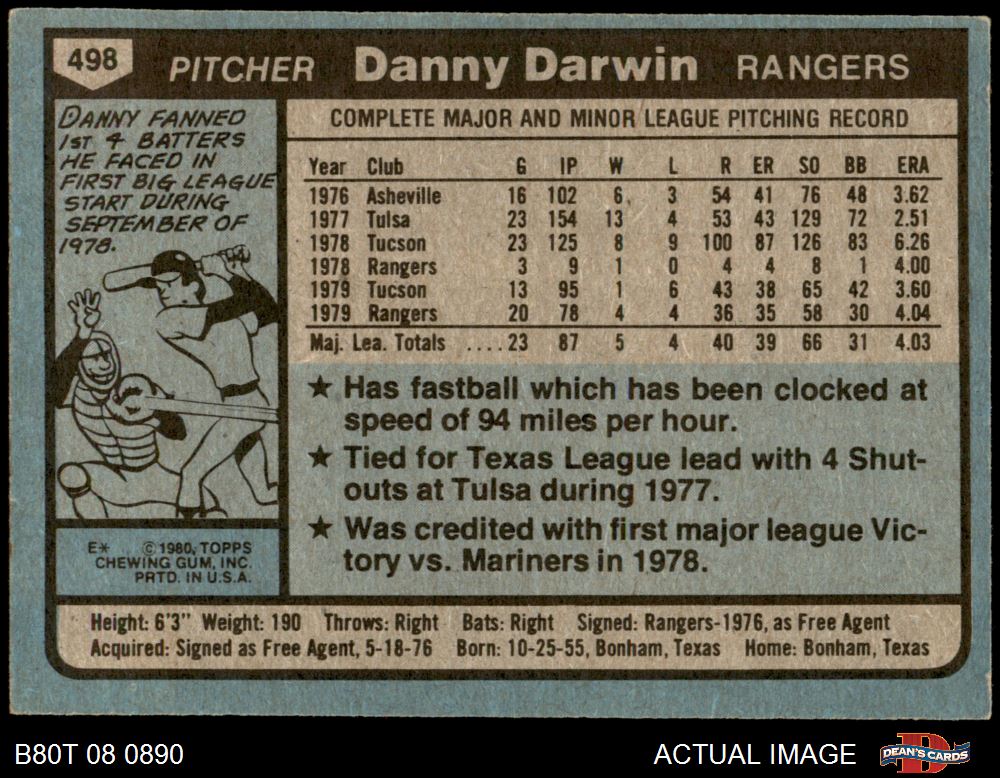 498 PITCHER Danny Darwin RANGERS
DANNY FANNED
1ST 4 BATTERS
HE FACED IN
FIRST BIG LEAGUE
START DURING
SEPTEMBER OF
1978.
COMPLETE MAJOR AND MINOR LEAGUE PITCHING RECORD
Year Club G IP W L R ER SO BB ERA
1976 Asheville 16 102 6 3 54 41 76 48 3.62
1977 Tulsa 23 154 13 4 53 43 129 72 2.51
1978 Tucson 23 125 8 9 100 87 126 83 6.26
1978 Rangers 3 9 1 0 4 4 8 1 4.00
1979 Tucson 13 95 1 6 43 38 65 42 3.60
1979 Rangers 20 78 4 4 36 35 58 30 4.04
Maj. Lea. Totals ....23 87 5 4 40 39 66 31 4.03
★ Has fastball which has been clocked at
speed of 94 miles per hour.
★ Tied for Texas League lead with 4 Shut-
outs at Tulsa during 1977.
★ Was credited with first major league Vic-
tory vs. Mariners in 1978.
E* © 1980, TOPPS
CHEWING GUM, INC.
PRTD. IN U.S.A.
Height: 6'3" Weight: 190 Throws: Right Bats: Right Signed: Rangers-1976, as Free Agent
Acquired: Signed as Free Agent, 5-18-76 Born: 10-25-55, Bonham, Texas Home: Bonham, Texas
B80T 08 0890 ACTUAL IMAGE D DEAN'S CARDS